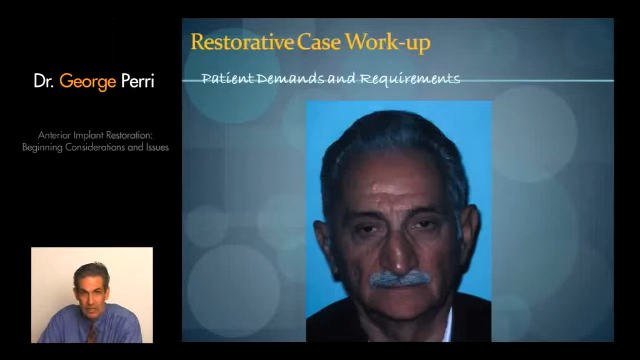 Dr. George Perri
Anterior Implant Restoration:
Beginning Considerations and Issues
Restorative Case Work-up
Patient Demands and Requirements